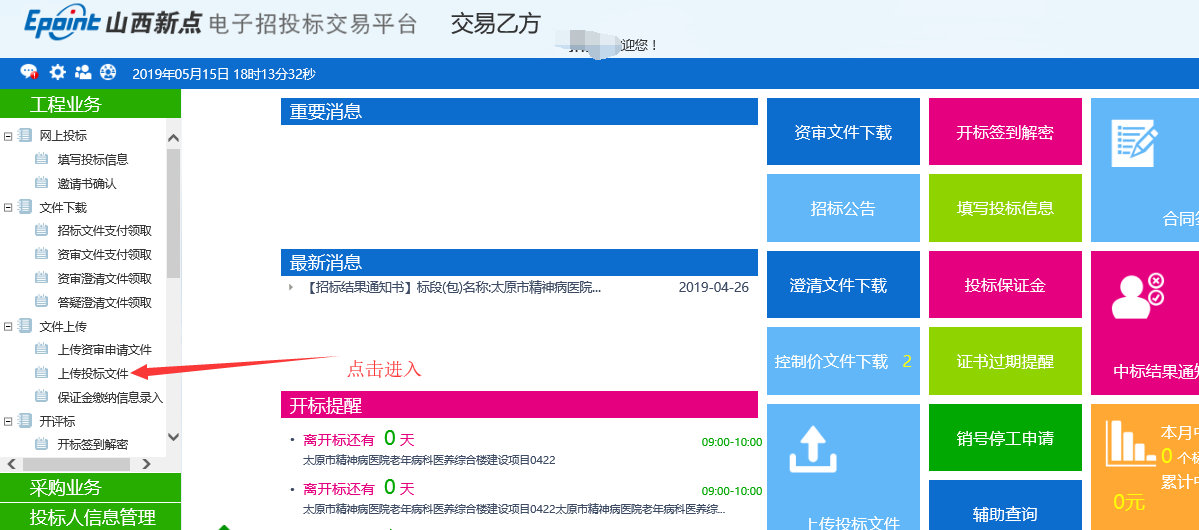 Epoint 山西新点 电子招投标交易平台 交易乙方
迎您！
2019年05月15日 18时13分32秒
工程业务
网上投标
填写投标信息
邀请书确认
文件下载
招标文件支付领取
资审文件支付领取
资审澄清文件领取
答疑澄清文件领取
文件上传
上传资审申请文件
上传投标文件
保证金缴纳信息录入
开评标
开标签到解密
采购业务
投标人信息管理
点击进入
重要消息
最新消息
【招标结果通知书】标段(包)名称:太原市精神病医院... 2019-04-26
开标提醒
离开标还有 0 天 09:00-10:00
太原市精神病医院老年病科医养综合楼建设项目0422
离开标还有 0 天 09:00-10:00
太原市精神病医院老年病科医养综合楼建设项目0422太原市精神病医院老年病科医养综...
资审文件下载
开标签到解密
招标公告
填写投标信息
合同签
澄清文件下载
投标保证金
控制价文件下载 2
证书过期提醒
中标结果通知
上传投标文件
销号停工申请
辅助查询
本月中
0 个标
累计中
0元